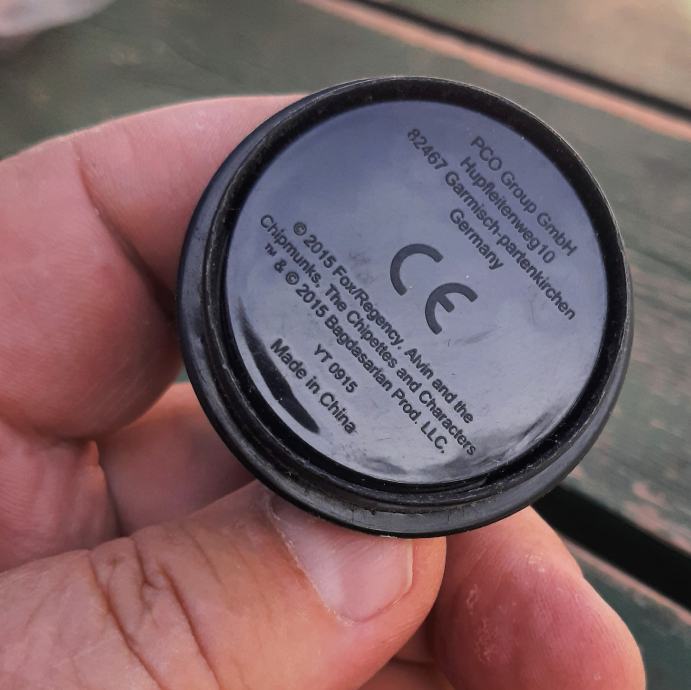 PCO Group GmbH
Hupfleitenweg10
82467 Garmisch-partenkirchen
Germany
CE
© 2015 Fox/Regency. Alvin and the
Chipmunks, The Chipettes and Characters
™ & © 2015 Bagdasarian Prod. LLC.
YT 0915
Made in China